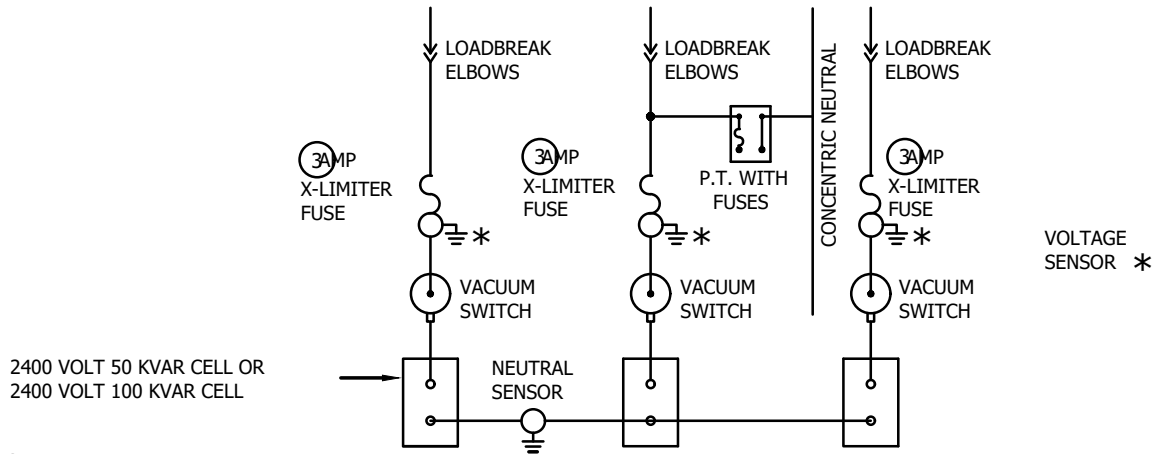 LOADBREAK
ELBOWS
LOADBREAK
ELBOWS
CONCENTRIC NEUTRAL
LOADBREAK
ELBOWS
3AMP
X-LIMITER
FUSE
3AMP
X-LIMITER
FUSE
P.T. WITH
FUSES
3AMP
X-LIMITER
FUSE
*
*
*
VOLTAGE
SENSOR *
VACUUM
SWITCH
VACUUM
SWITCH
VACUUM
SWITCH
2400 VOLT 50 KVAR CELL OR
2400 VOLT 100 KVAR CELL
NEUTRAL
SENSOR